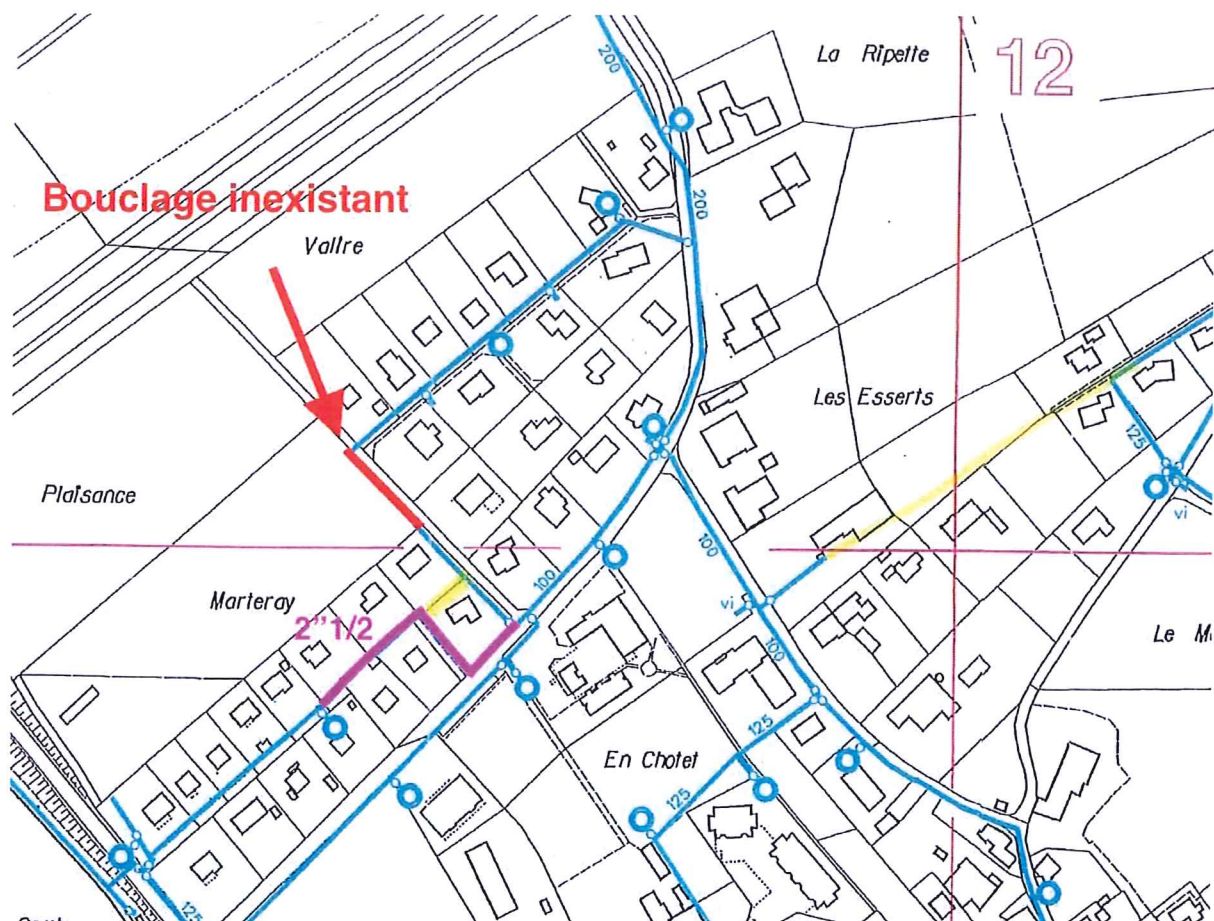 200
La Ripette
12
Bouclage inexistant
200
Vallre
Les Esserts
125
Plaisance
vi
100
100
Marteray
2"1/2
vi
100
Le M
125
En Chotet
125
125